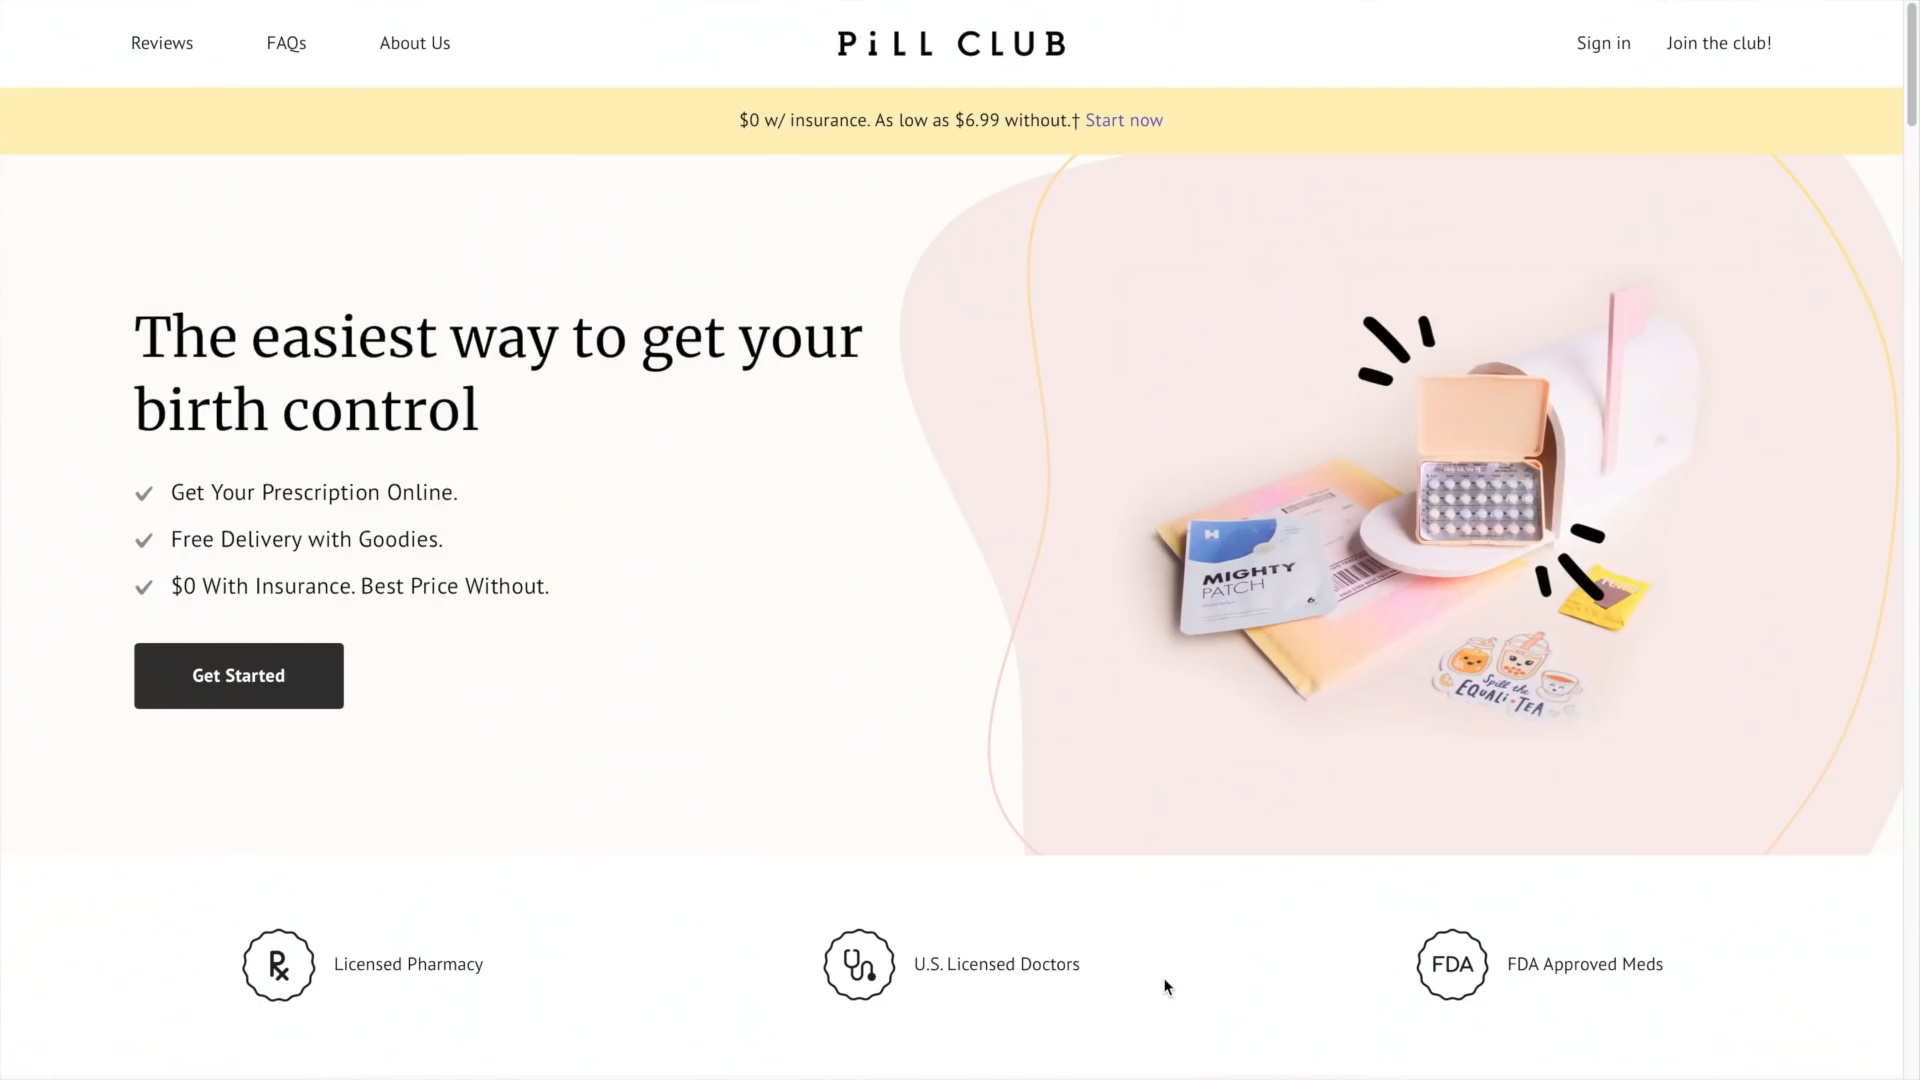 Reviews
FAQs
About Us
PiLL CLUB
Sign in
Join the club!
$0 w/ insurance. As low as $6.99 without.† Start now
The easiest way to get your
birth control
Get Your Prescription Online.
Free Delivery with Goodies.
$0 With Insurance. Best Price Without.
Get Started
MIGHTY
PATCH
Spill the
EQUALi-TEA
Rx
Licensed Pharmacy
U.S. Licensed Doctors
FDA
FDA Approved Meds